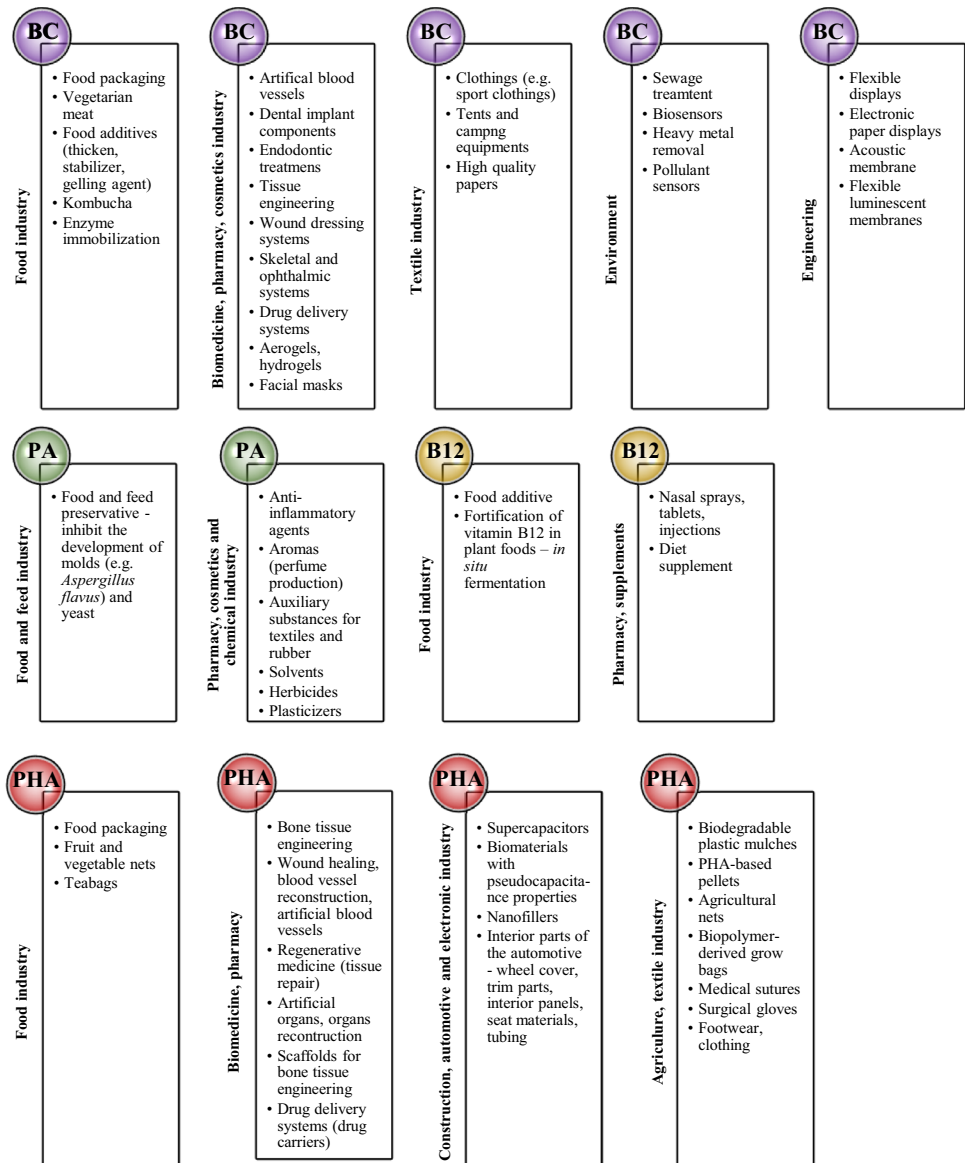 BC
Food industry
• Food packaging
• Vegetarian
meat
• Food additives
(thicken,
stabilizer,
gelling agent)
• Kombucha
• Enzyme
immobilization
BC
Biomedicine, pharmacy, cosmetics industry
• Artifical blood
vessels
• Dental implant
components
• Endodontic
treatmens
• Tissue
engineering
• Wound dressing
systems
• Skeletal and
ophthalmic
systems
• Drug delivery
systems
• Aerogels,
hydrogels
• Facial masks
BC
Textile industry
• Clothings (e.g.
sport clothings)
• Tents and
campng
equipments
• High quality
papers
BC
Environment
• Sewage
treamtent
• Biosensors
• Heavy metal
removal
• Pollutant
sensors
BC
Engineering
• Flexible
displays
• Electronic
paper displays
• Acoustic
membrane
• Flexible
luminescent
membranes
PA
Food and feed industry
• Food and feed
preservative -
inhibit the
development of
molds (e.g.
Aspergillus
flavus) and
yeast
PA
Pharmacy, cosmetics and
chemical industry
• Anti-
inflammatory
agents
• Aromas
(perfume
production)
• Auxiliary
substances for
textiles and
rubber
• Solvents
• Herbicides
• Plasticizers
B12
Food industry
• Food additive
• Fortification of
vitamin B12 in
plant foods – in
situ
fermentation
B12
Pharmacy, supplements
• Nasal sprays,
tablets,
injections
• Diet
supplement
PHA
Food industry
• Food packaging
• Fruit and
vegetable nets
• Teabags
PHA
Biomedicine, pharmacy
• Bone tissue
engineering
• Wound healing,
blood vessel
reconstruction,
artificial blood
vessels
• Regenerative
medicine (tissue
repair)
• Artificial
organs, organs
recontruction
• Scaffolds for
bone tissue
engineering
• Drug delivery
systems (drug
carriers)
PHA
Construction, automotive and electronic industry
• Supercapacitors
• Biomaterials
with
pseudocapacita-
nce properties
• Nanofillers
• Interior parts of
the automotive
- wheel cover,
trim parts,
interior panels,
seat materials,
tubing
PHA
Agriculure, textile industry
• Biodegradable
plastic mulches
• PHA-based
pellets
• Agricultural
nets
• Biopolymer-
derived grow
bags
• Medical sutures
• Surgical gloves
• Footwear,
clothing